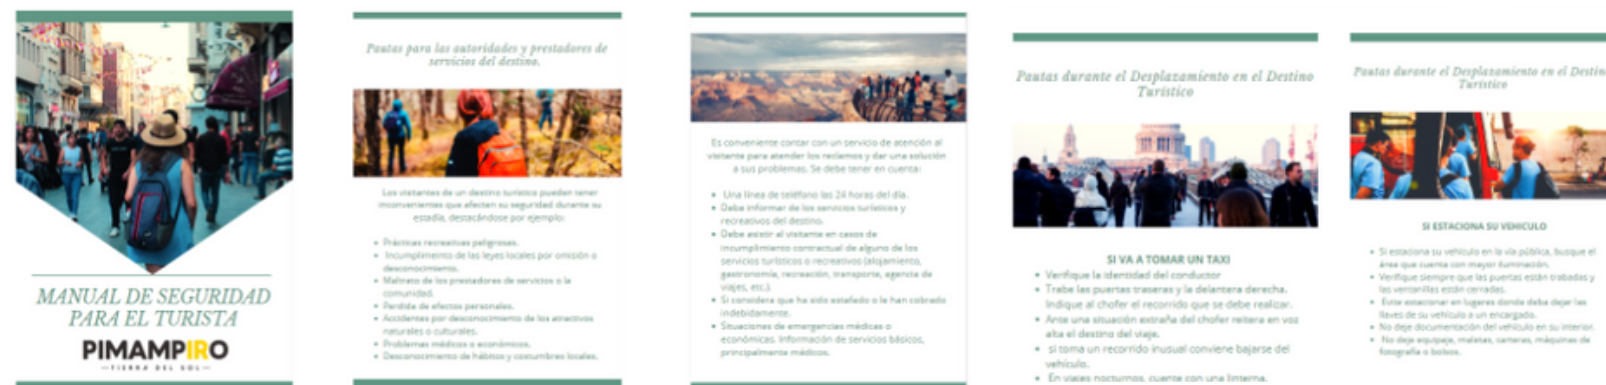 MANUAL DE SEGURIDAD
PARA EL TURISTA
PIMAMPIRO
—TIERRA DEL SOL—
Pautas para las autoridades y prestadores de
servicios del destino.
Los visitantes de un destino turístico pueden tener
inconvenientes que afecten su seguridad durante su
estadía, destacándose por ejemplo:
• Prácticas recreativas peligrosas.
• Incumplimiento de las leyes locales por omisión o
desconocimiento.
• Maltrato de los prestadores de servicios o la
comunidad.
• Perdida de efectos personales.
• Accidentes por desconocimiento de los atractivos
naturales o culturales.
• Problemas médicos o económicos.
• Desconocimiento de hábitos y costumbres locales.
Es conveniente contar con un servicio de atención al
visitante para atender los reclamos y dar una solución
a sus problemas. Se debe tener en cuenta:
• Una línea de teléfono las 24 horas del día.
• Debe informar de los servicios turísticos y
recreativos del destino.
• Debe asistir al visitante en casos de
incumplimiento contractual de alguno de los
servicios turísticos o recreativos (alojamiento,
gastronomía, recreación, transporte, agencia de
viajes, etc.).
• Si considera que ha sido estafado o le han cobrado
indebidamente.
• Situaciones de emergencias médicas o
económicas. Información de servicios básicos,
principalmente médicos.
Pautas durante el Desplazamiento en el Destino
Turístico
SI VA A TOMAR UN TAXI
• Verifique la identidad del conductor
• Trabe las puertas traseras y la delantera derecha.
Indique al chofer el recorrido que se debe realizar.
• Ante una situación extraña del chofer reitera en voz
alta el destino del viaje.
• si toma un recorrido inusual conviene bajarse del
vehículo.
• En viajes nocturnos, cuente con una linterna.
Pautas durante el Desplazamiento en el Destin
Turístico
SI ESTACIONA SU VEHICULO
• Si estaciona su vehículo en la vía pública, busque el
área que cuenta con mayor iluminación.
• Verifique siempre que las puertas están trabadas y
las ventanillas están cerradas.
• Evite estacionar en lugares donde deba dejar las
llaves de su vehículo a un encargado.
• No deje documentación del vehículo en su interior.
• No deje equipaje, maletas, carteras, máquinas de
fotografía o bolsos.